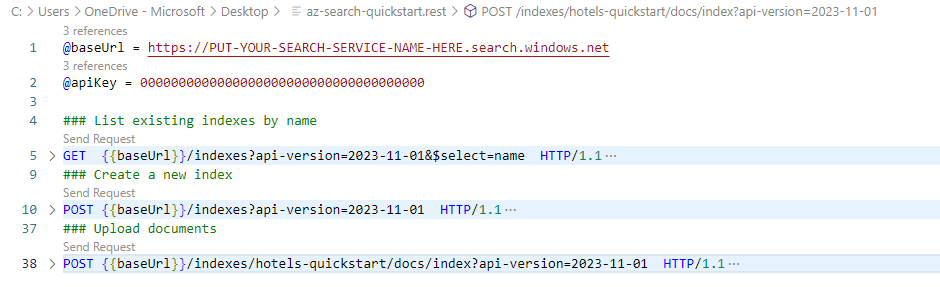 C: > Users > OneDrive - Microsoft > Desktop > az-search-quickstart.rest > POST /indexes/hotels-quickstart/docs/index?api-version=2023-11-01
3 references
1 @baseUrl = https://PUT-YOUR-SEARCH-SERVICE-NAME-HERE.search.windows.net
3 references
2 @apiKey = 00000000000000000000000000000000000
3
4 ### List existing indexes by name
Send Request
5 > GET  {{baseUrl}}/indexes?api-version=2023-11-01&$select=name  HTTP/1.1 ···
9 ### Create a new index
Send Request
10 > POST {{baseUrl}}/indexes?api-version=2023-11-01  HTTP/1.1 ···
37 ### Upload documents
Send Request
38 > POST {{baseUrl}}/indexes/hotels-quickstart/docs/index?api-version=2023-11-01  HTTP/1.1 ···